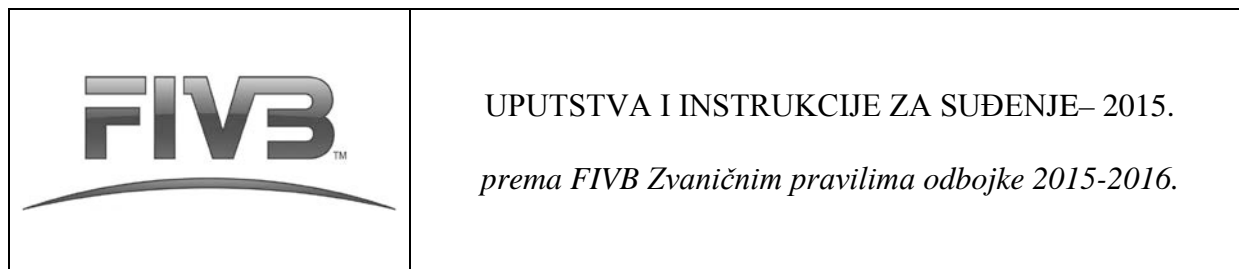 FIVB
TM
UPUTSTVA I INSTRUKCIJE ZA SUĐENJE– 2015.
prema FIVB Zvaničnim pravilima odbojke 2015-2016.